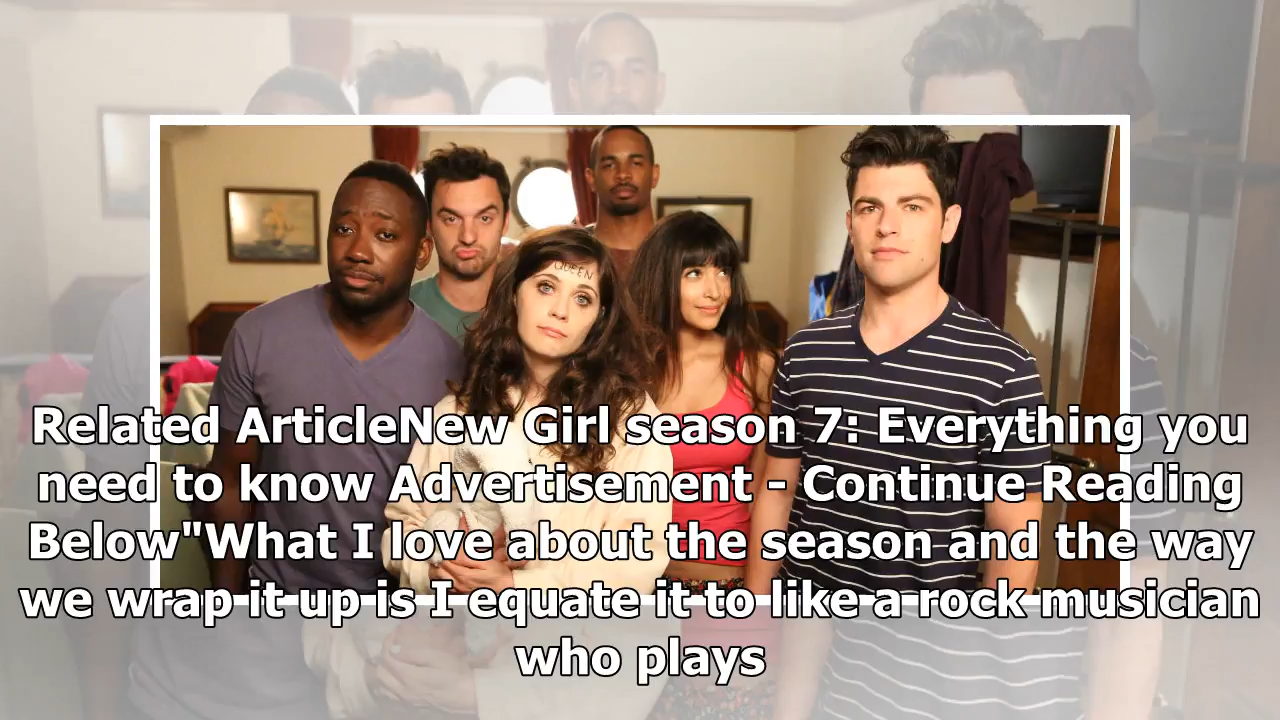 QUEEN
Related ArticleNew Girl season 7: Everything you
need to know Advertisement - Continue Reading
Below"What I love about the season and the way
we wrap it up is I equate it to like a rock musician
who plays